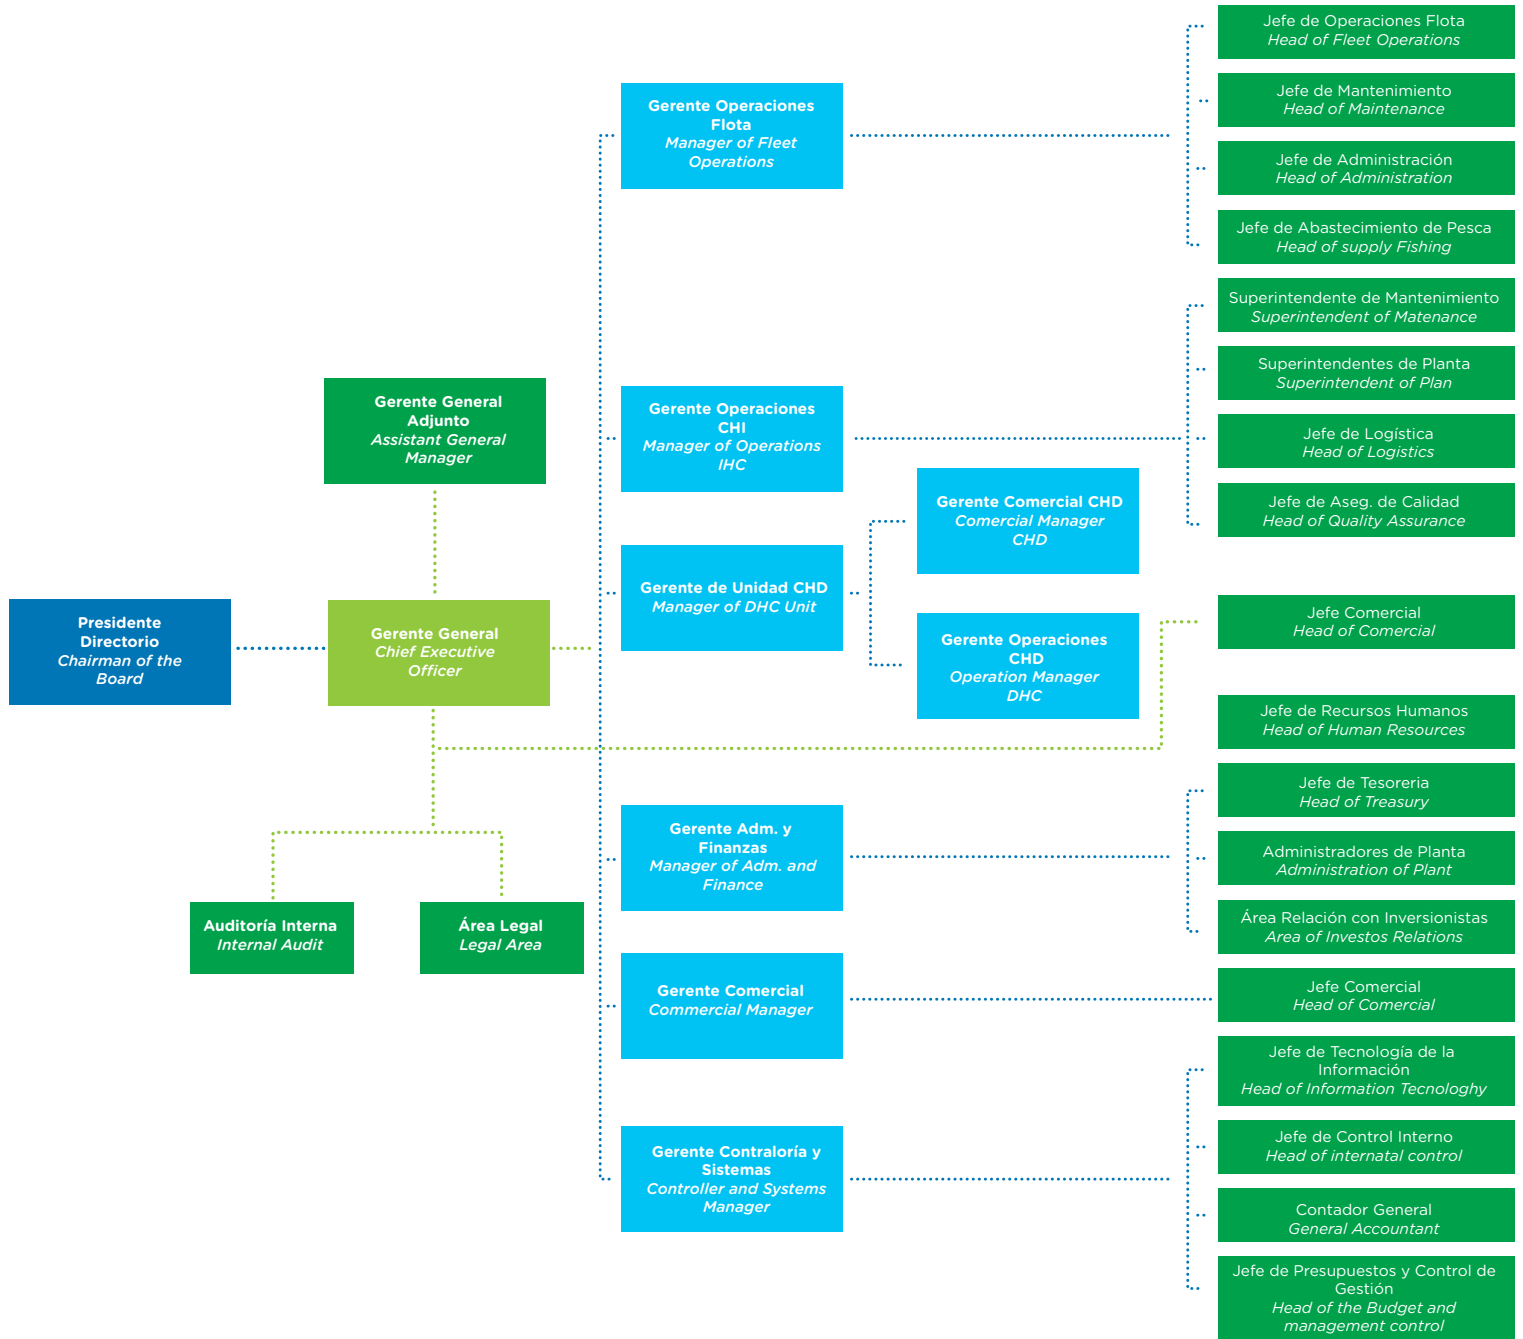 Presidente
Directorio
Chairman of the
Board
Gerente General
Adjunto
Assistant General
Manager
Gerente General
Chief Executive
Officer
Auditoría Interna
Internal Audit
Área Legal
Legal Area
Gerente Operaciones
Flota
Manager of Fleet
Operations
Gerente Operaciones
CHI
Manager of Operations
IHC
Gerente de Unidad CHD
Manager of DHC Unit
Gerente Comercial CHD
Comercial Manager
CHD
Gerente Operaciones
CHD
Operation Manager
DHC
Gerente Adm. y
Finanzas
Manager of Adm. and
Finance
Gerente Comercial
Commercial Manager
Gerente Contraloría y
Sistemas
Controller and Systems
Manager
Jefe de Operaciones Flota
Head of Fleet Operations
Jefe de Mantenimiento
Head of Maintenance
Jefe de Administración
Head of Administration
Jefe de Abastecimiento de Pesca
Head of supply Fishing
Superintendente de Mantenimiento
Superintendent of Matenance
Superintendentes de Planta
Superintendent of Plan
Jefe de Logística
Head of Logistics
Jefe de Aseg. de Calidad
Head of Quality Assurance
Jefe Comercial
Head of Comercial
Jefe de Recursos Humanos
Head of Human Resources
Jefe de Tesoreria
Head of Treasury
Administradores de Planta
Administration of Plant
Área Relación con Inversionistas
Area of Investos Relations
Jefe Comercial
Head of Comercial
Jefe de Tecnología de la
Información
Head of Information Tecnologhy
Jefe de Control Interno
Head of internatal control
Contador General
General Accountant
Jefe de Presupuestos y Control de
Gestión
Head of the Budget and
management control